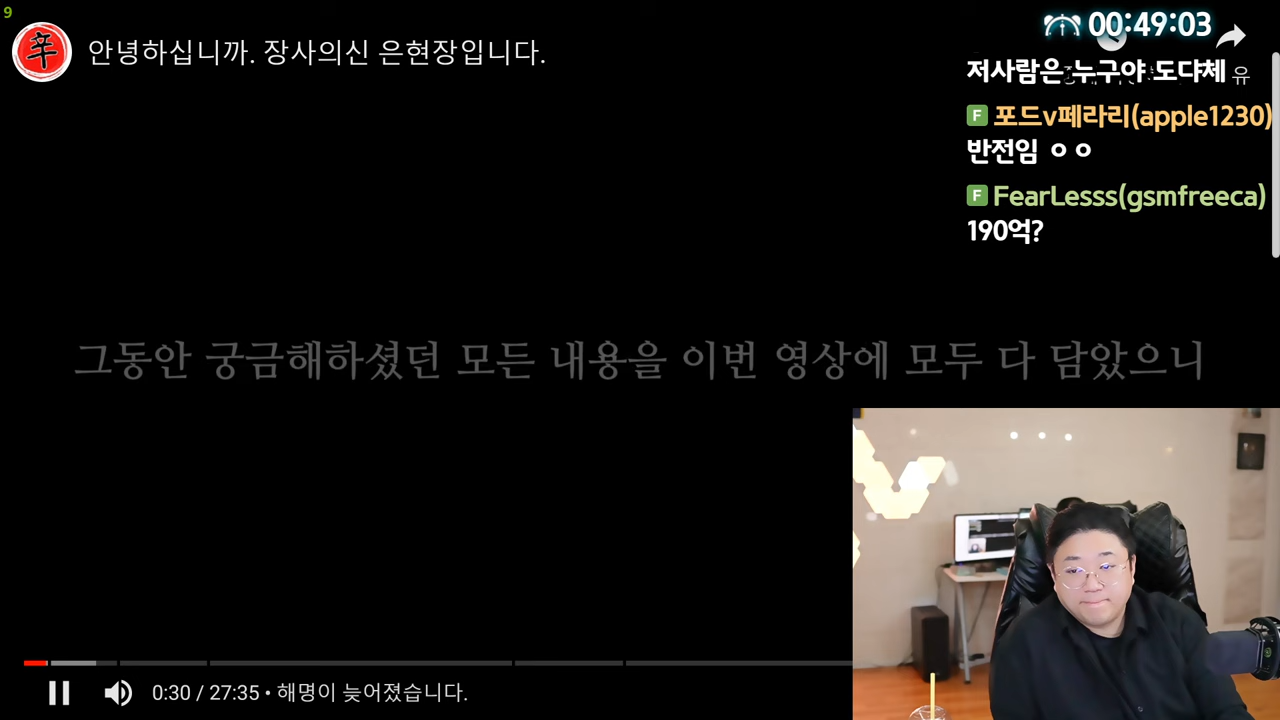 9
辛
안녕하십니까. 장사의신 은현장입니다.
00:49:03
저사람은 누구야 도댜체
유
F 포드v페라리(apple1230)
반전임 ㅇㅇ
F FearLesss(gsmfreeca)
190억?
그동안 궁금해하셨던 모든 내용을 이번 영상에 모두 다 담았으니
0:30 / 27:35 • 해명이 늦어졌습니다.